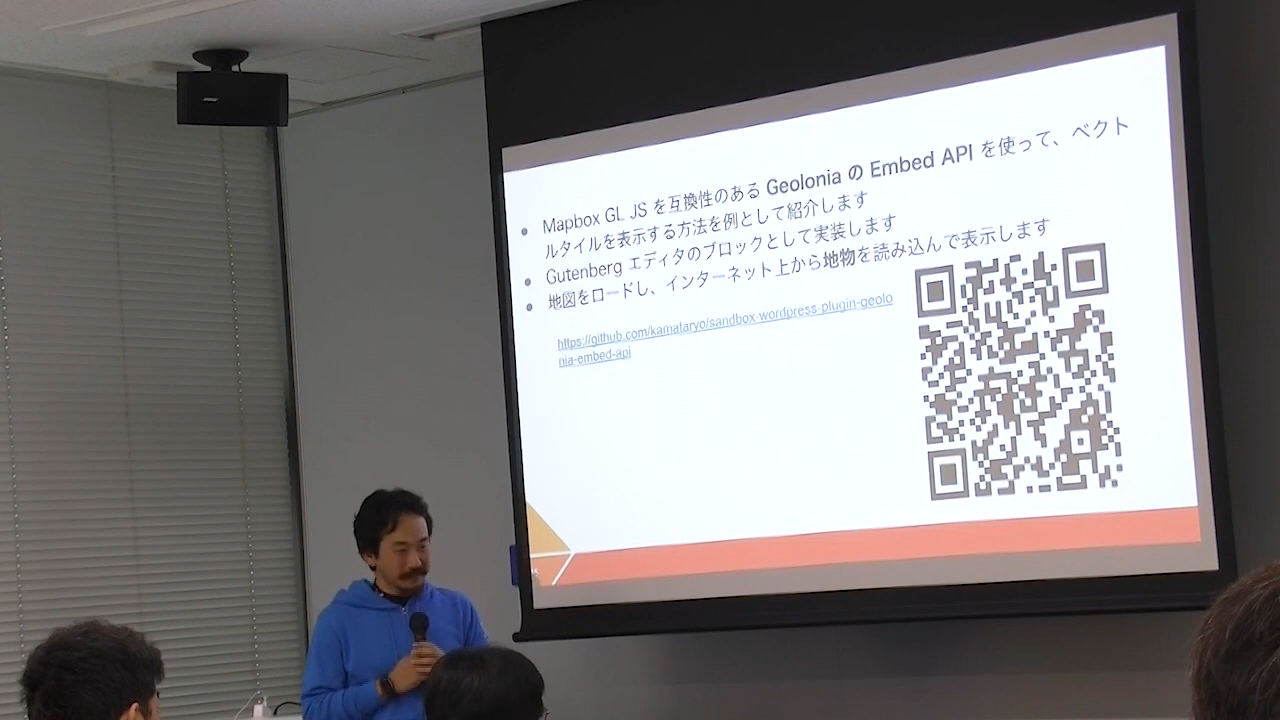 Mapbox GL JS を互換性のある Geolonia の Embed API を使って、ベクト
ルタイルを表示する方法を例として紹介します
Gutenberg エディタのブロックとして実装します
地図をロードし、インターネット上から地物を読み込んで表示します
https://github.com/kamataryo/sandbox-wordpress-plugin-geolo
nia-embed-api